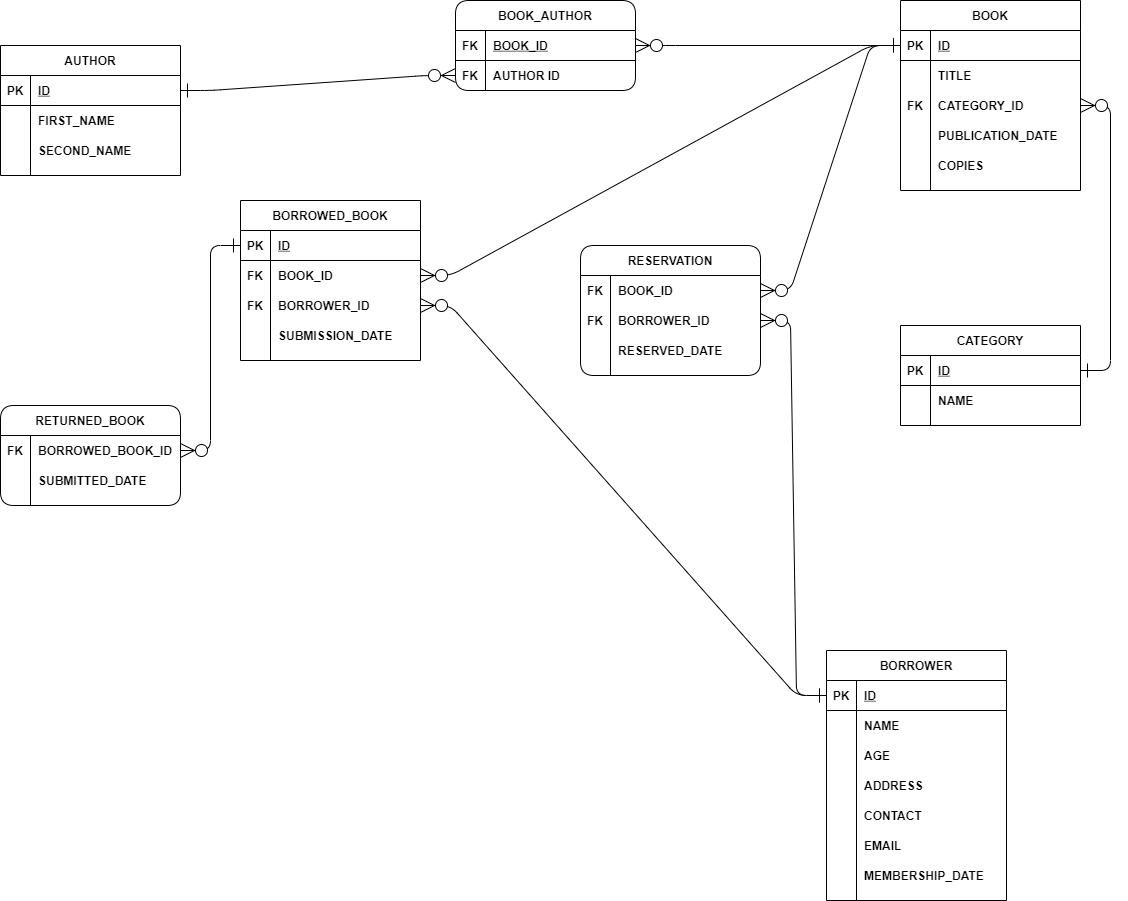 BOOK_AUTHOR
FK BOOK_ID
FK AUTHOR ID
BOOK
PK ID
TITLE
FK CATEGORY_ID
PUBLICATION_DATE
COPIES
AUTHOR
PK ID
FIRST_NAME
SECOND_NAME
BORROWED_BOOK
PK ID
FK BOOK_ID
FK BORROWER_ID
SUBMISSION_DATE
RESERVATION
FK BOOK_ID
FK BORROWER_ID
RESERVED_DATE
CATEGORY
PK ID
NAME
RETURNED_BOOK
FK BORROWED_BOOK_ID
SUBMITTED_DATE
BORROWER
PK ID
NAME
AGE
ADDRESS
CONTACT
EMAIL
MEMBERSHIP_DATE